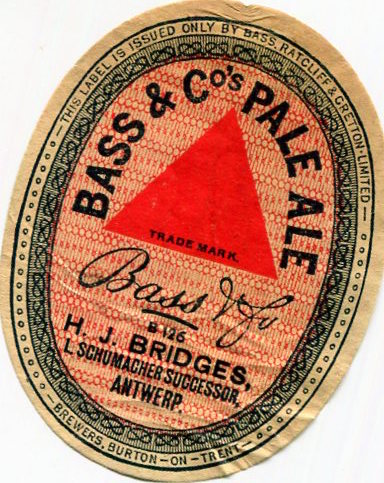 THIS LABEL IS ISSUED ONLY BY BASS, RATCLIFF & GRETTON LIMITED
BASS & Co's PALE ALE
TRADE MARK.
Bass & Co
B 126
H. J. BRIDGES,
L. SCHUMACHER SUCCESSOR,
ANTWERP.
BREWERS, BURTON-ON-TRENT